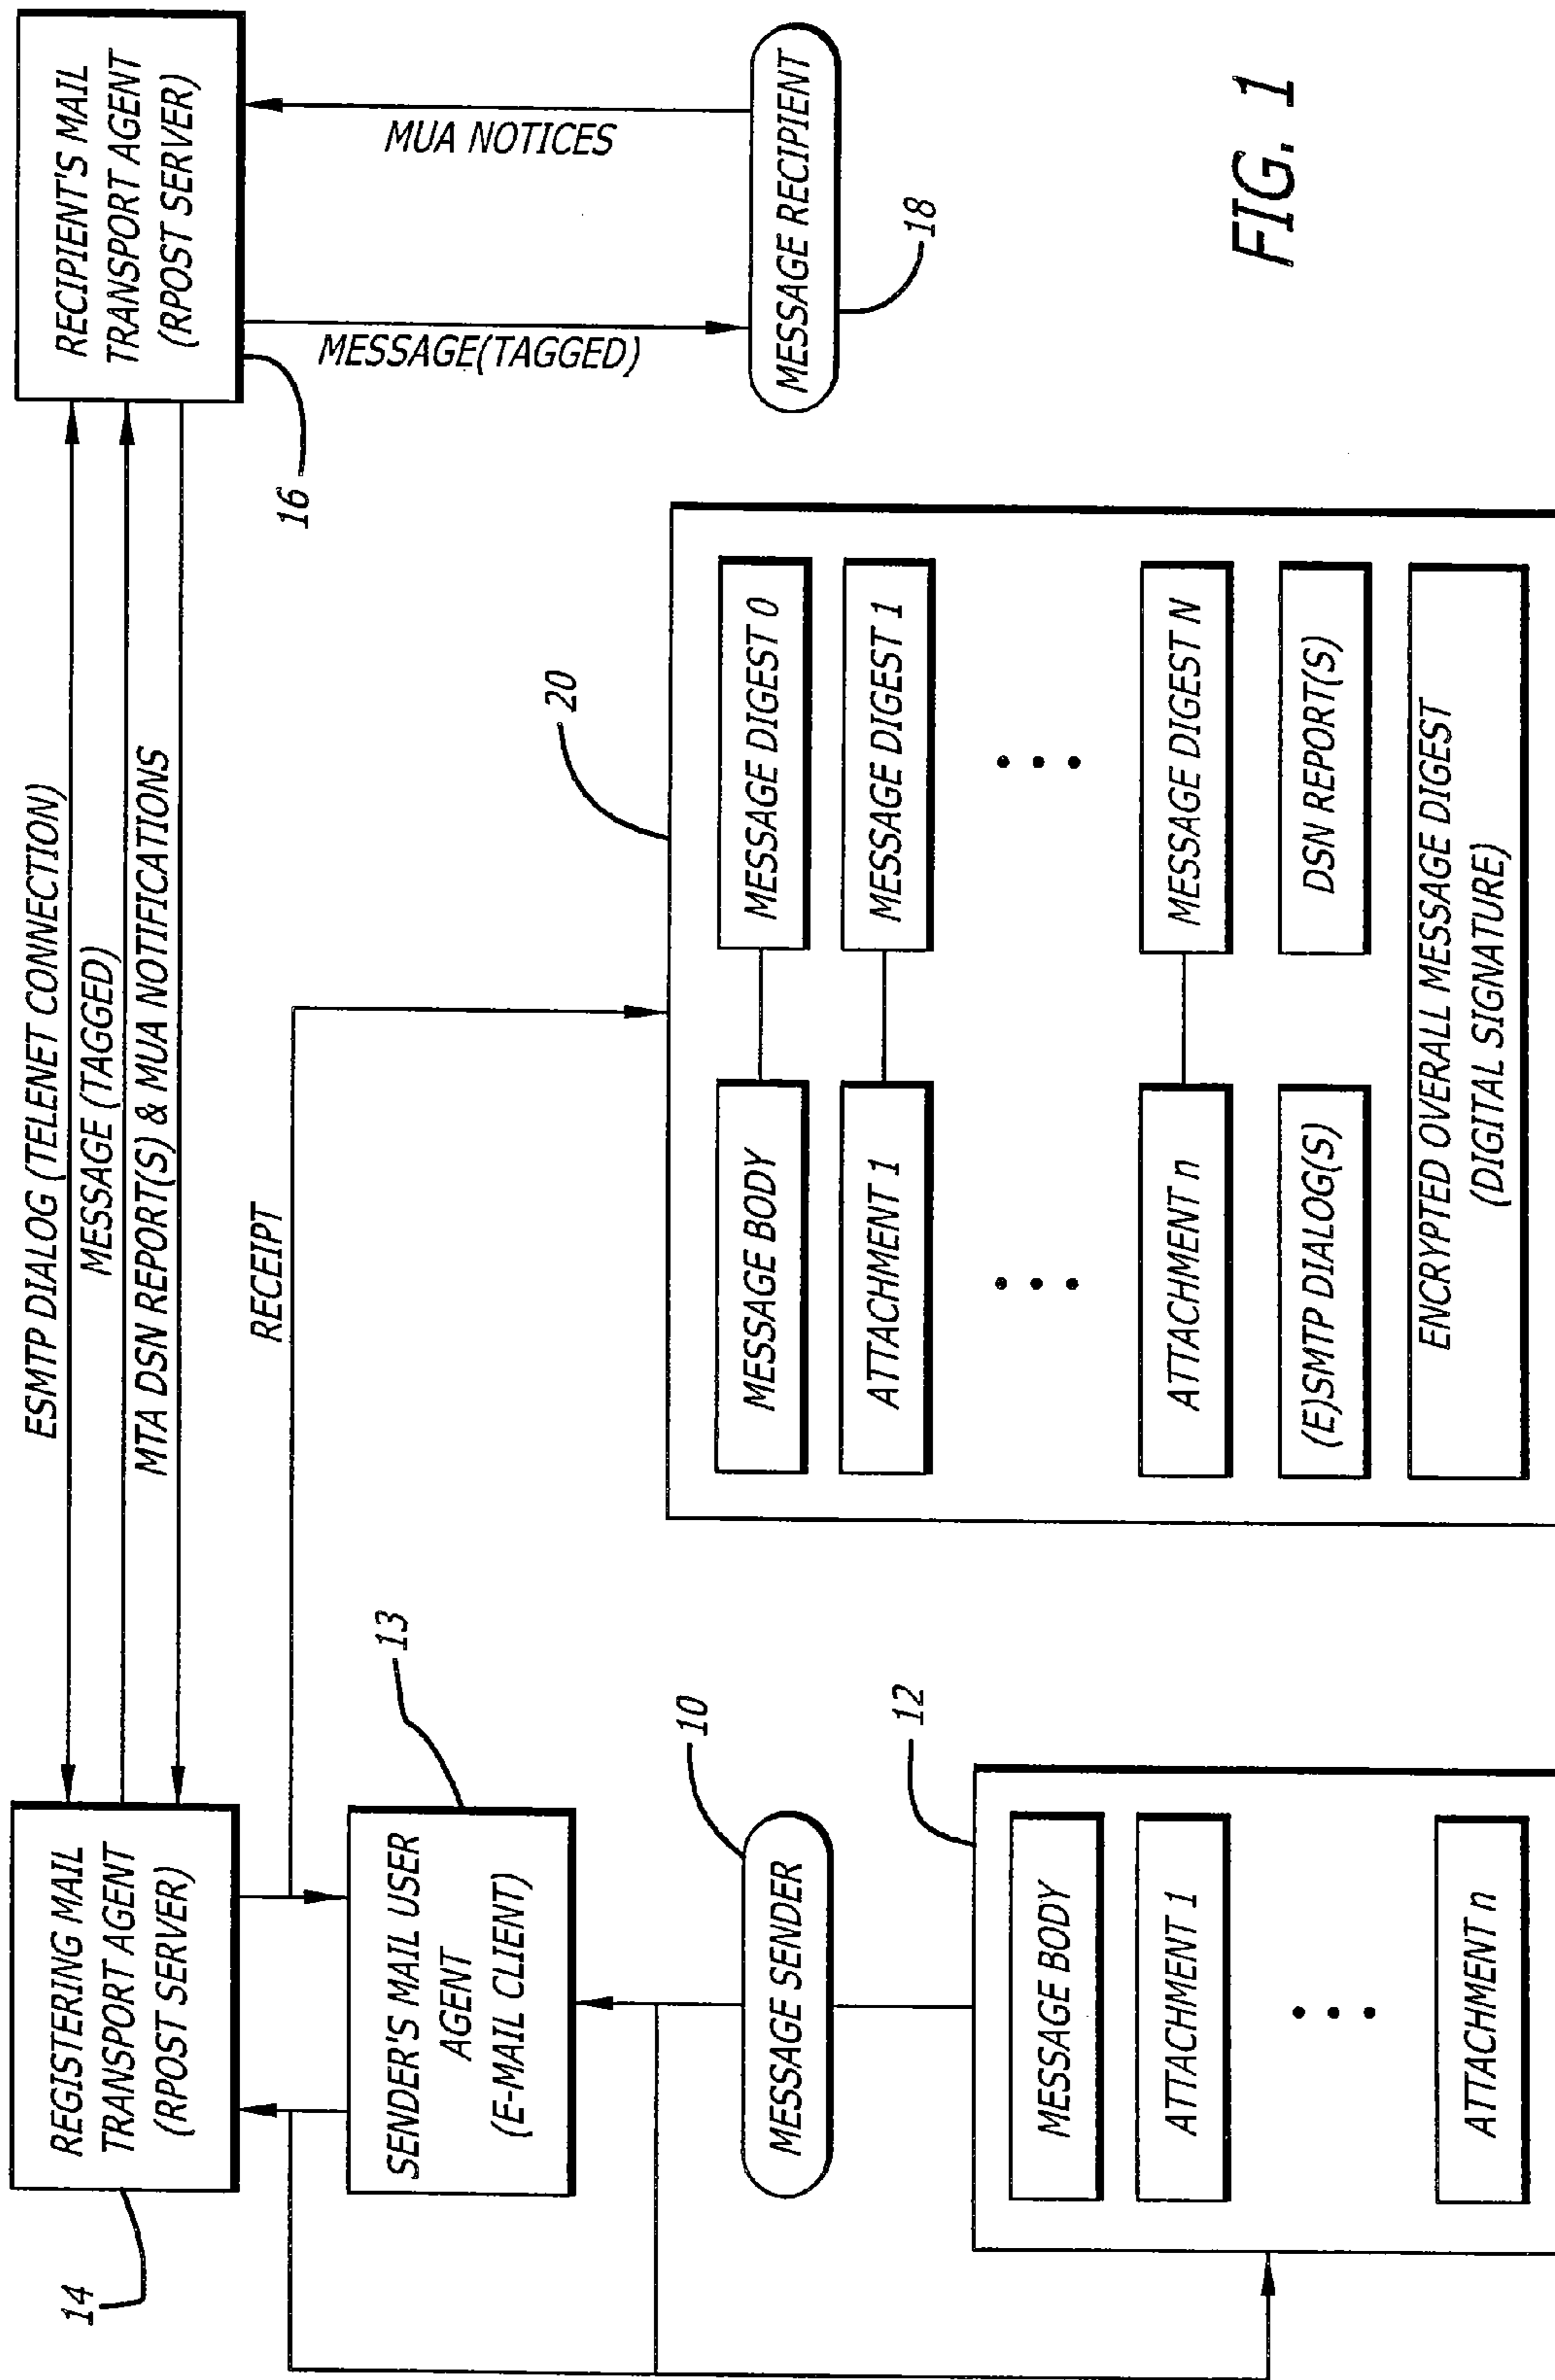 REGISTERING MAIL
TRANSPORT AGENT
(RPOST SERVER)
14
ESMTP DIALOG (TELENET CONNECTION)
MESSAGE (TAGGED)
MTA DSN REPORT(S) & MUA NOTIFICATIONS
RECIPIENT'S MAIL
TRANSPORT AGENT
(RPOST SERVER)
16
RECEIPT
SENDER'S MAIL USER
AGENT
(E-MAIL CLIENT)
13
MESSAGE(TAGGED)
MUA NOTICES
MESSAGE SENDER
10
MESSAGE RECIPIENT
18
12
MESSAGE BODY
ATTACHMENT 1
ATTACHMENT n
20
MESSAGE BODY
MESSAGE DIGEST 0
ATTACHMENT 1
MESSAGE DIGEST 1
ATTACHMENT n
MESSAGE DIGEST N
(E)SMTP DIALOG(S)
DSN REPORT(S)
ENCRYPTED OVERALL MESSAGE DIGEST
(DIGITAL SIGNATURE)
FIG. 1